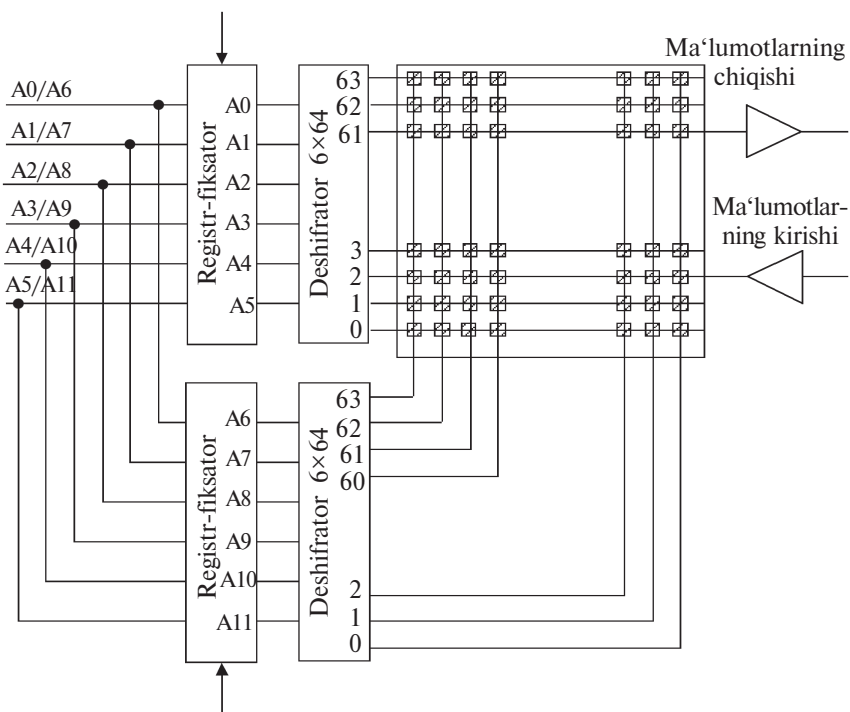 Ma‘lumotlarning
chiqishi
A0/A6
A1/A7
A2/A8
A3/A9
A4/A10
A5/A11
Registr-fiksator
A0
A1
A2
A3
A4
A5
Deshifrator 6×64
63
62
61
3
2
1
0
Ma‘lumotlar-
ning kirishi
Registr-fiksator
A6
A7
A8
A9
A10
A11
Deshifrator 6×64
63
62
61
60
2
1
0